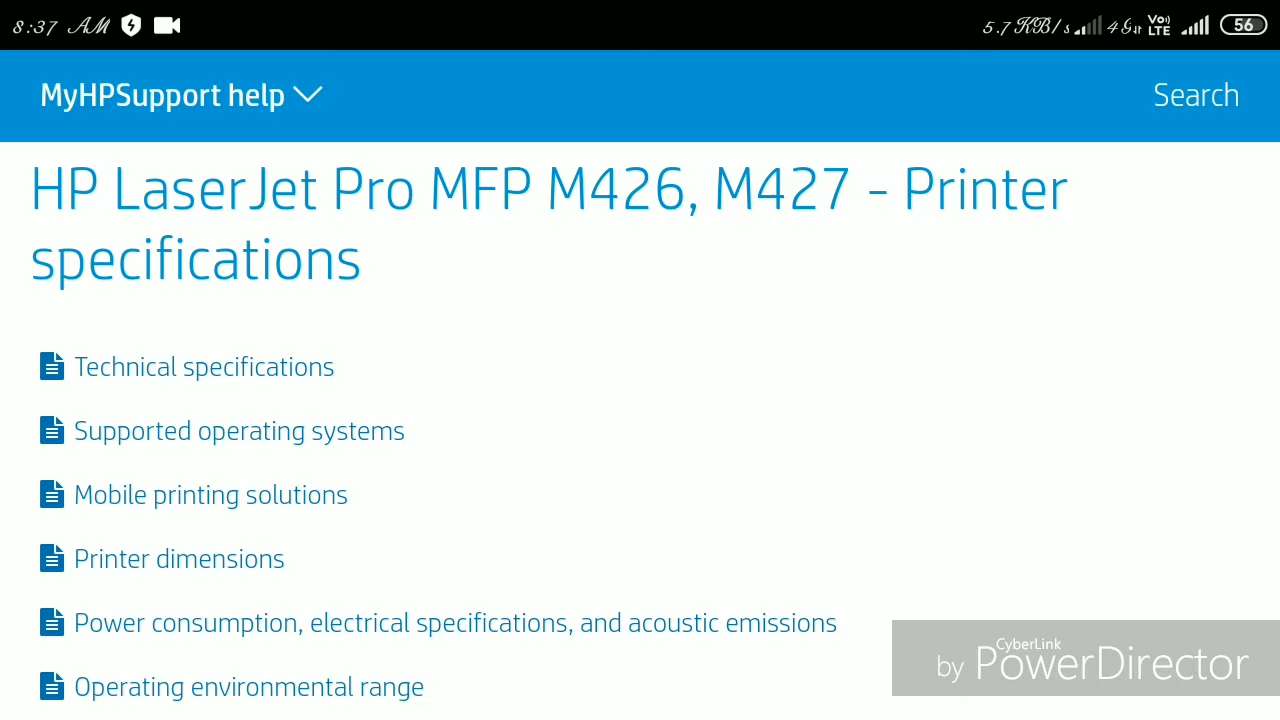 8:37 AM
5.7 KB/s 4G Vo) LTE 56
MyHPSupport help
Search
HP LaserJet Pro MFP M426, M427 - Printer
specifications
Technical specifications
Supported operating systems
Mobile printing solutions
Printer dimensions
Power consumption, electrical specifications, and acoustic emissions
Operating environmental range
by CyberLink PowerDirector